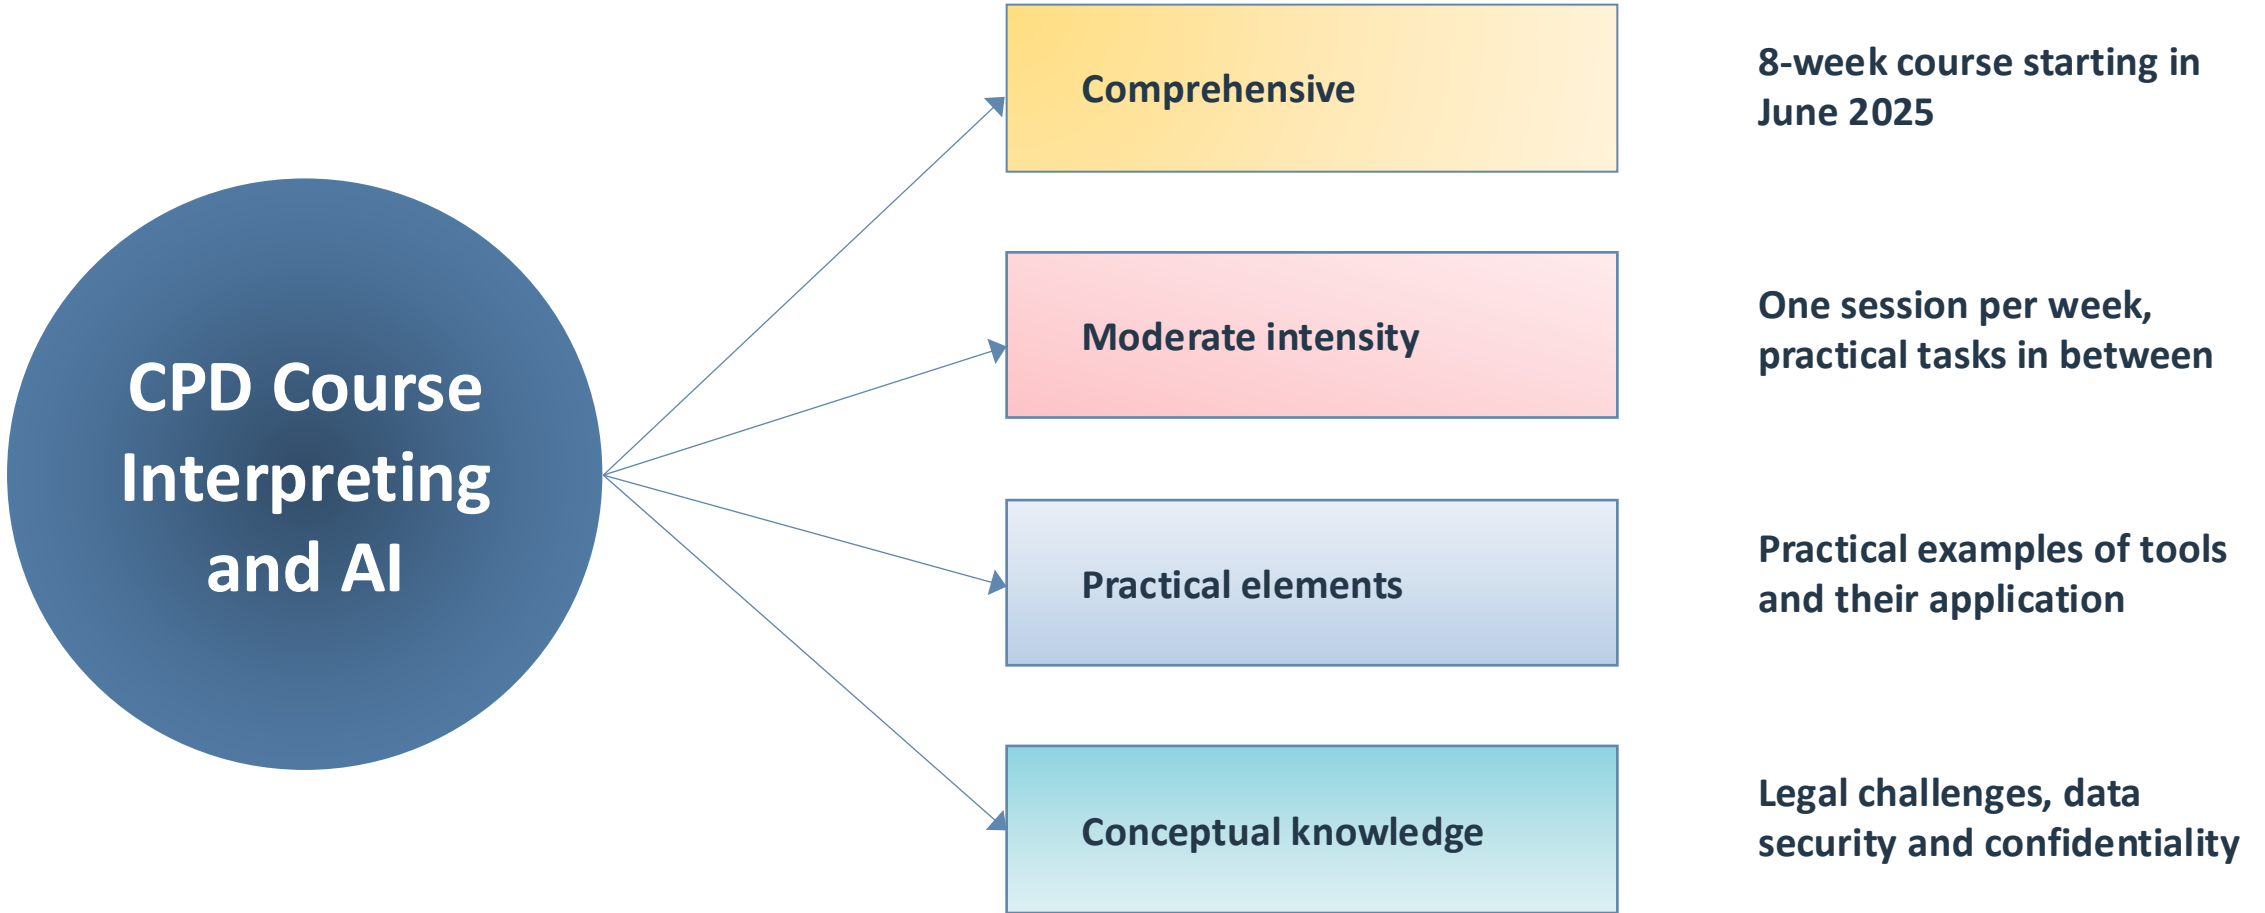 CPD Course
Interpreting
and AI
Comprehensive
8-week course starting in
June 2025
Moderate intensity
One session per week,
practical tasks in between
Practical elements
Practical examples of tools
and their application
Conceptual knowledge
Legal challenges, data
security and confidentiality